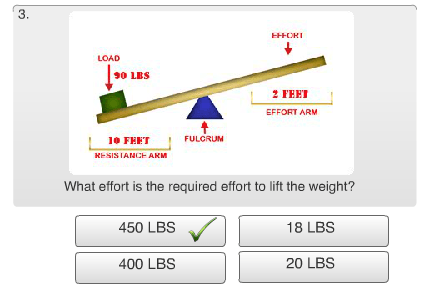 3.
EFFORT
LOAD
90 LBS
2 FEET
EFFORT ARM
10 FEET
FULCRUM
RESISTANCE ARM
What effort is the required effort to lift the weight?
450 LBS
18 LBS
400 LBS
20 LBS